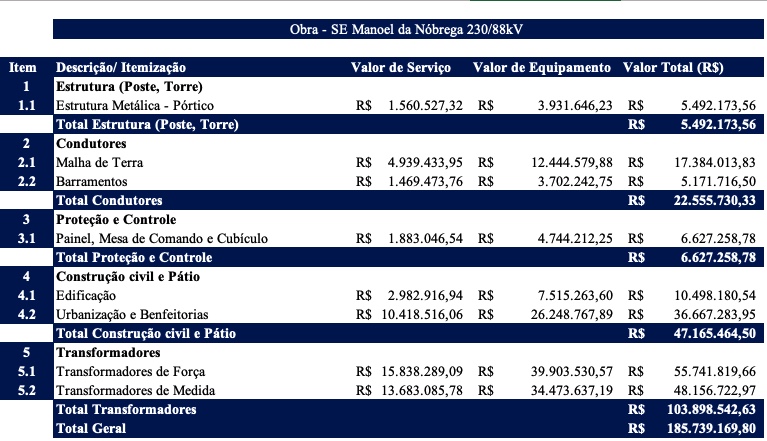 Obra - SE Manoel da Nóbrega 230/88kV
Item Descrição/ Itemização Valor de Serviço Valor de Equipamento Valor Total (R$)
1 Estrutura (Poste, Torre)
1.1 Estrutura Metálica - Pórtico R$ 1.560.527,32 R$ 3.931.646,23 R$ 5.492.173,56
Total Estrutura (Poste, Torre) R$ 5.492.173,56
2 Condutores
2.1 Malha de Terra R$ 4.939.433,95 R$ 12.444.579,88 R$ 17.384.013,83
2.2 Barramentos R$ 1.469.473,76 R$ 3.702.242,75 R$ 5.171.716,50
Total Condutores R$ 22.555.730,33
3 Proteção e Controle
3.1 Painel, Mesa de Comando e Cubículo R$ 1.883.046,54 R$ 4.744.212,25 R$ 6.627.258,78
Total Proteção e Controle R$ 6.627.258,78
4 Construção civil e Pátio
4.1 Edificação R$ 2.982.916,94 R$ 7.515.263,60 R$ 10.498.180,54
4.2 Urbanização e Benfeitorias R$ 10.418.516,06 R$ 26.248.767,89 R$ 36.667.283,95
Total Construção civil e Pátio R$ 47.165.464,50
5 Transformadores
5.1 Transformadores de Força R$ 15.838.289,09 R$ 39.903.530,57 R$ 55.741.819,66
5.2 Transformadores de Medida R$ 13.683.085,78 R$ 34.473.637,19 R$ 48.156.722,97
Total Transformadores R$ 103.898.542,63
Total Geral R$ 185.739.169,80